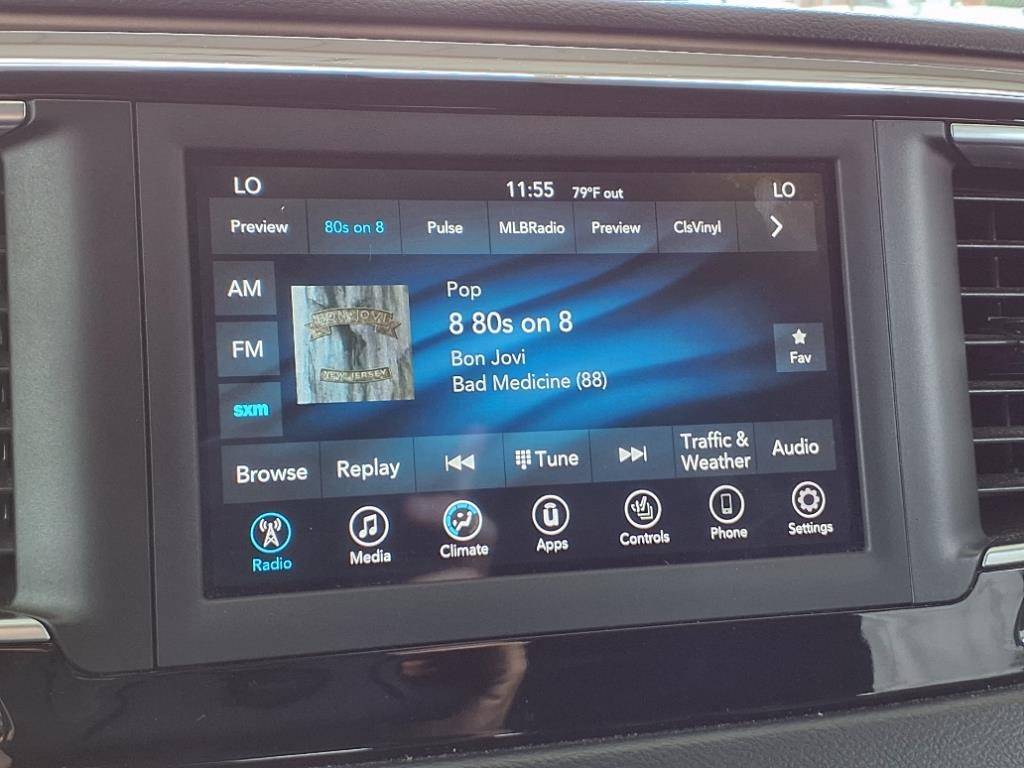 LO 11:55 79°F out LO
Preview 80s on 8 Pulse MLBRadio Preview ClsVinyl
AM
FM
sxm
BON JOVI
NEW JERSEY
Pop
8 80s on 8
Bon Jovi
Bad Medicine (88)
Fav
Browse Replay Tune Traffic &
Weather Audio
Radio Media Climate Apps Controls Phone Settings